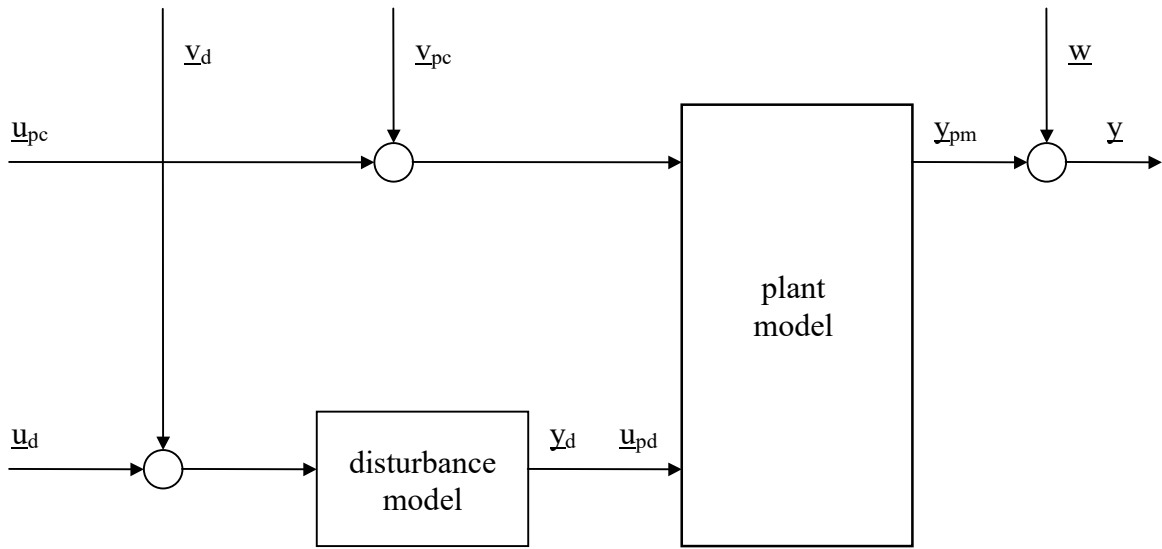 v_d
v_pc
w
u_pc
y_pm
y
plant
model
u_d
y_d
u_pd
disturbance
model